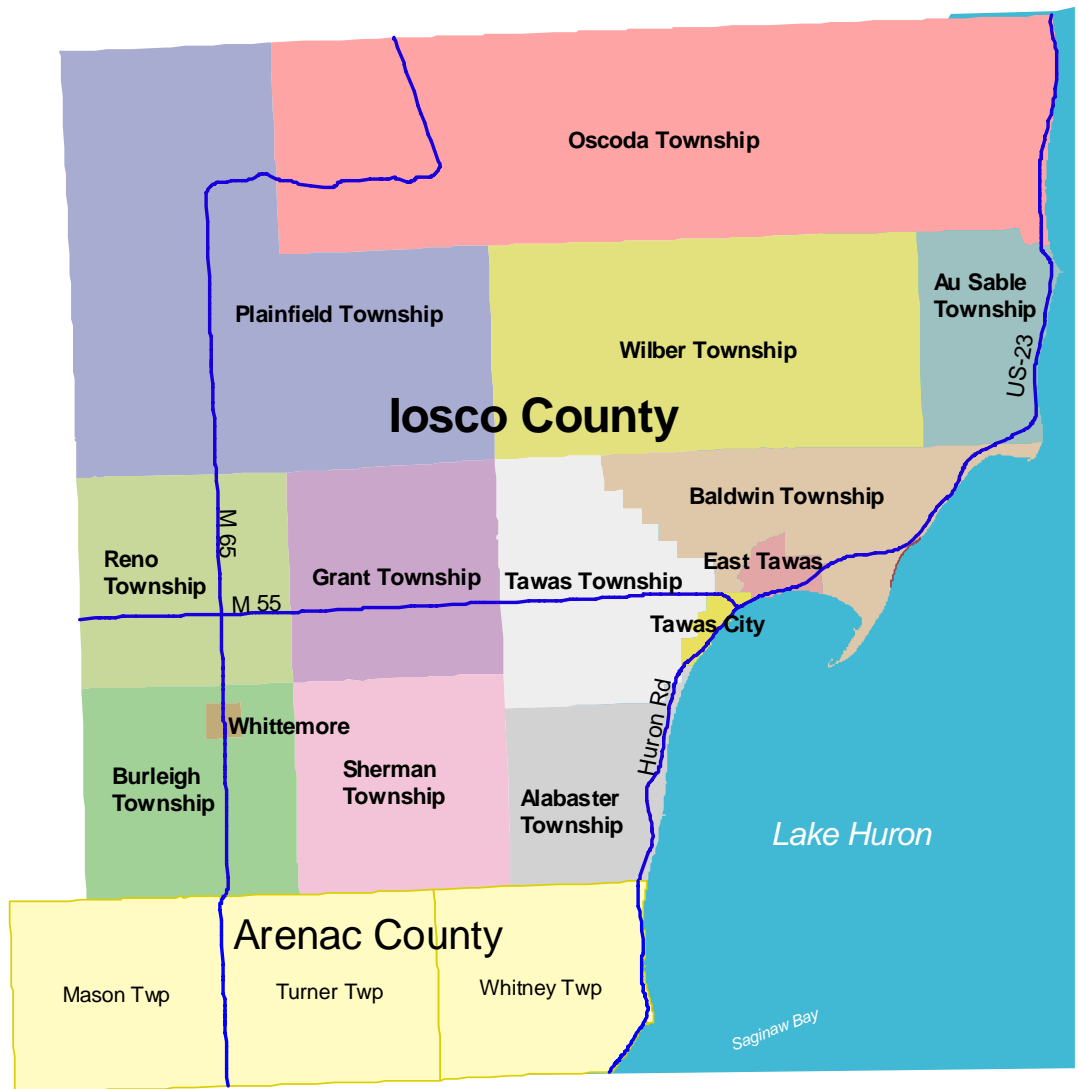 Oscoda Township
Au Sable
Township
Plainfield Township
Wilber Township
US-23
Iosco County
Baldwin Township
M 65
Reno
Township
East Tawas
Grant Township
Tawas Township
M 55
Tawas City
Huron Rd
Whittemore
Burleigh
Township
Sherman
Township
Alabaster
Township
Lake Huron
Arenac County
Mason Twp
Turner Twp
Whitney Twp
Saginaw Bay